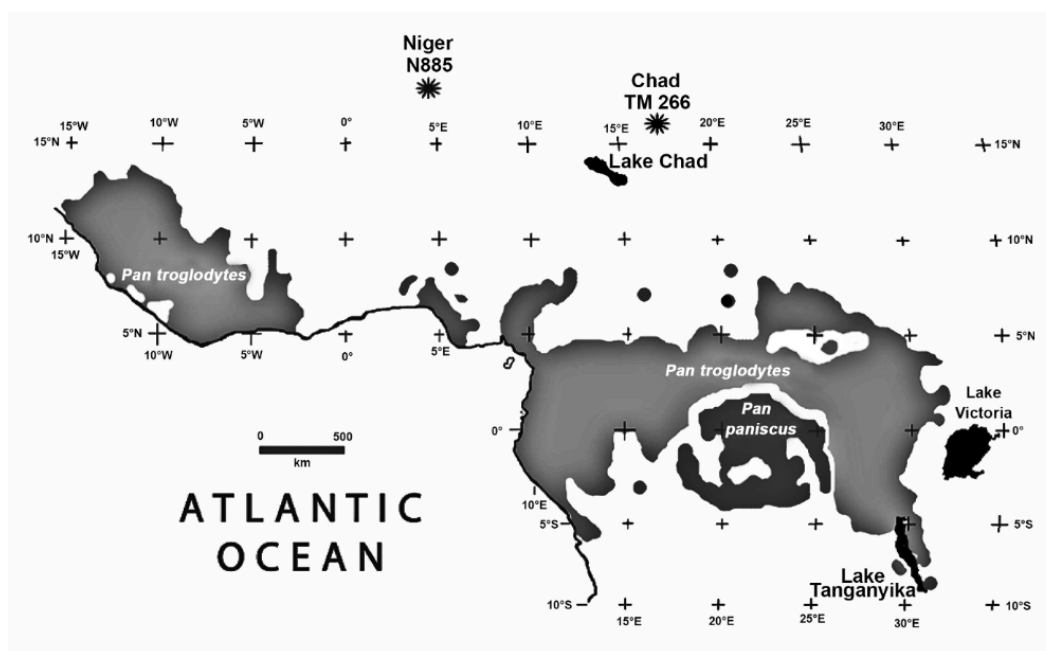 Niger
N885
Chad
TM 266
15°W
10°W
5°W
0°
5°E
10°E
15°E
20°E
25°E
30°E
15°N
15°N
Lake Chad
10°N
15°W
10°N
Pan troglodytes
5°N
10°W
5°W
0°
5°E
5°N
Pan troglodytes
Pan
paniscus
Lake
Victoria
0°
0°
0
500
km
ATLANTIC
OCEAN
10°E
5°S
5°S
Lake
Tanganyika
10°S
15°E
20°E
25°E
30°E
10°S